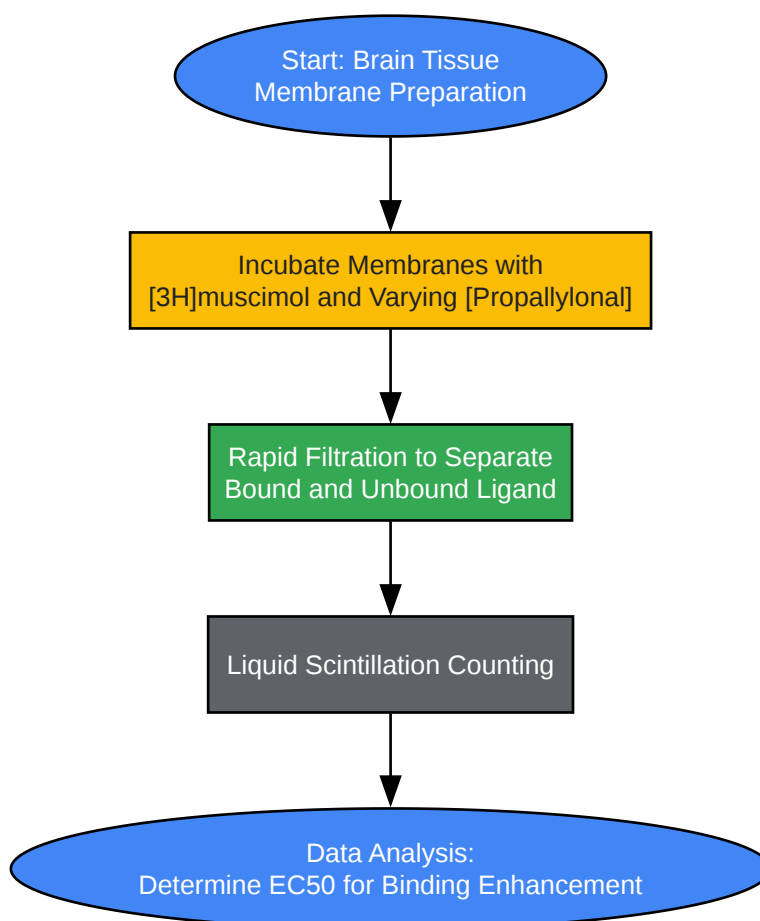 Start: Brain Tissue
Membrane Preparation
Incubate Membranes with
[3H]muscimol and Varying [Propallylonal]
Rapid Filtration to Separate
Bound and Unbound Ligand
Liquid Scintillation Counting
Data Analysis:
Determine EC50 for Binding Enhancement